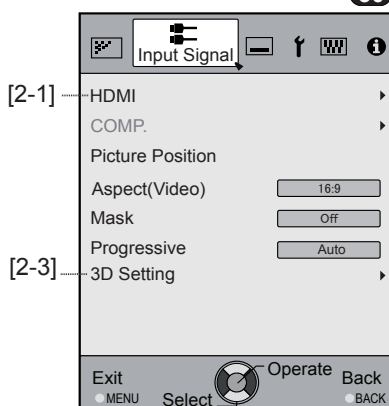 Input Signal
[2-1] HDMI
COMP.
Picture Position
Aspect(Video) 16:9
Mask Off
Progressive Auto
[2-3] 3D Setting
Exit Operate Back
MENU Select BACK